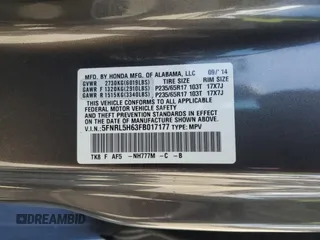 MFD. BY HONDA MFG. OF ALABAMA, LLC 09/14
GVWR 2730KG(6019LBS) TIRE SIZE RIM SIZE
GAWR F 1320KG(2910LBS) P235/65R17 103T 17X7J
GAWR R 1515KG(3340LBS) P235/65R17 103T 17X7J
THIS VEHICLE CONFORMS TO ALL APPLICABLE
FEDERAL MOTOR VEHICLE SAFETY AND
THEFT PREVENTION STANDARDS IN EFFECT
ON THE DATE OF MANUFACTURE SHOWN ABOVE.
V.I.N: 5FNRL5H63FB017177 TYPE: MPV
TK8 F AF5 -NH777M -C -B
DREAMBID